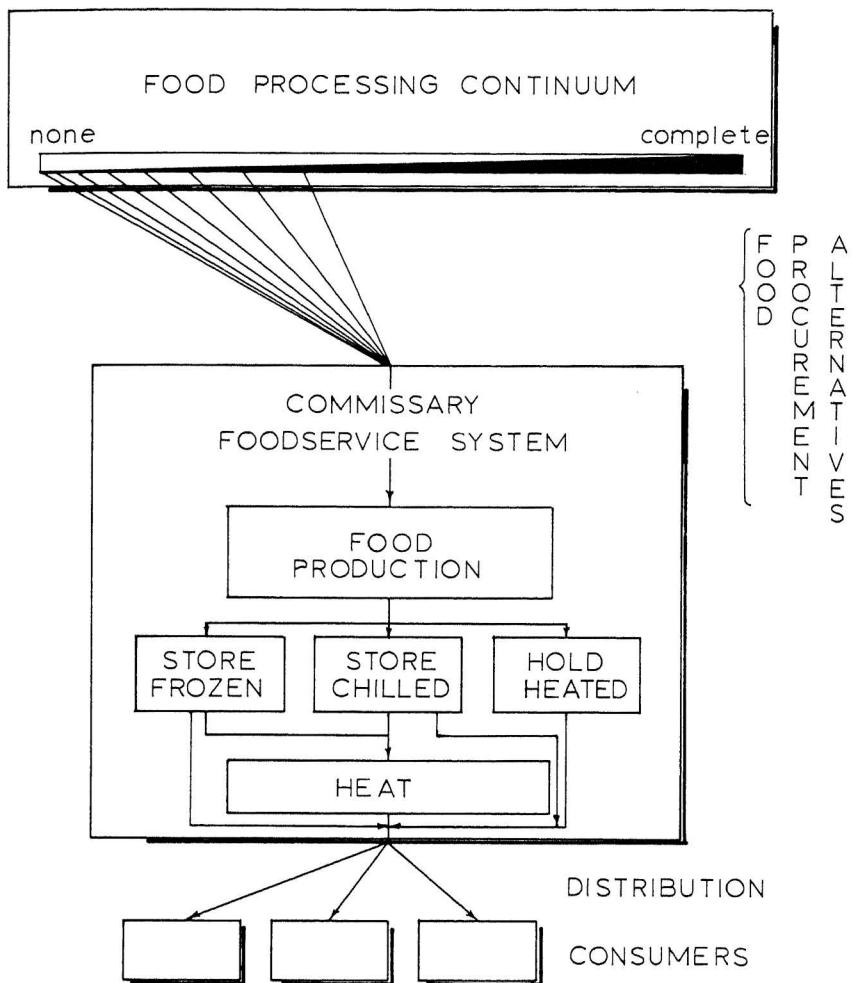 FOOD PROCESSING CONTINUUM
none complete
FOOD
PROCUREMENT
ALTERNATIVES
COMMISSARY
FOODSERVICE SYSTEM
FOOD
PRODUCTION
STORE
FROZEN
STORE
CHILLED
HOLD
HEATED
HEAT
DISTRIBUTION
CONSUMERS